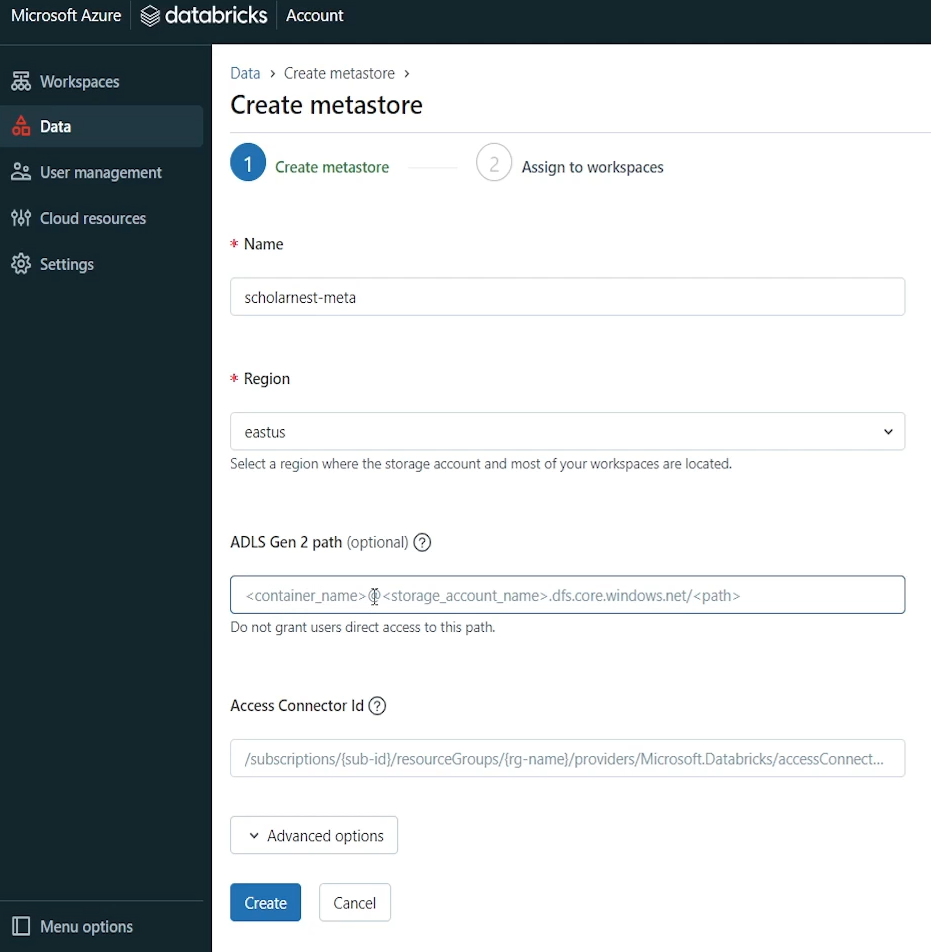 Microsoft Azure databricks Account
Workspaces
Data
User management
Cloud resources
Settings
Menu options
Data › Create metastore ›
Create metastore
1 Create metastore 2 Assign to workspaces
* Name
scholarnest-meta
* Region
eastus
Select a region where the storage account and most of your workspaces are located.
ADLS Gen 2 path (optional) ?
<container_name>@<storage_account_name>.dfs.core.windows.net/<path>
Do not grant users direct access to this path.
Access Connector Id ?
/subscriptions/{sub-id}/resourceGroups/{rg-name}/providers/Microsoft.Databricks/accessConnect...
Advanced options
Create Cancel